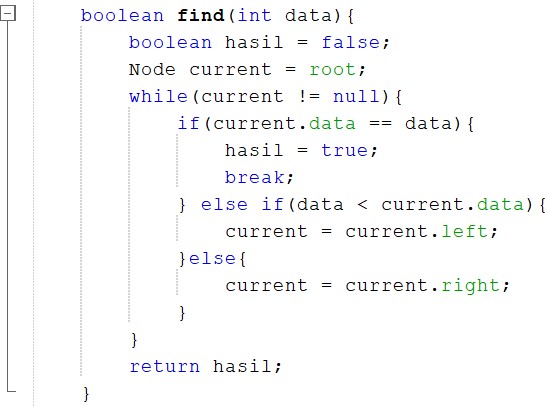 boolean find(int data){
    boolean hasil = false;
    Node current = root;
    while(current != null){
        if(current.data == data){
            hasil = true;
            break;
        } else if(data < current.data){
            current = current.left;
        }else{
            current = current.right;
        }
    }
    return hasil;
}